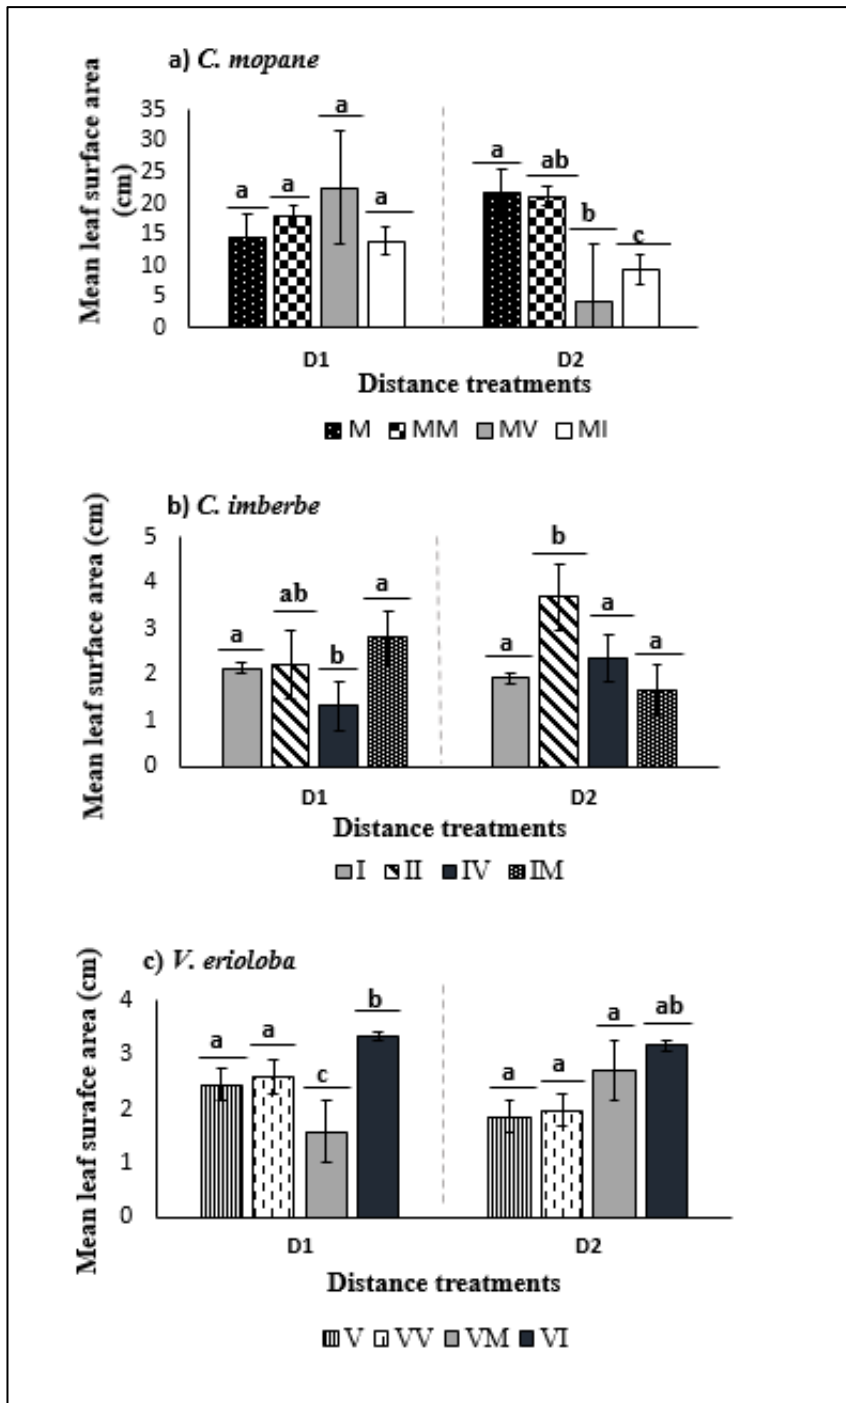 a) C. mopane
Mean leaf surface area
(cm)
35
30
25
20
15
10
5
0
a
a
a
a
a
ab
b
c
D1
D2
Distance treatments
M MM MV MI
b) C. imberbe
Mean leaf surface area (cm)
5
4
3
2
1
0
a
ab
b
a
a
b
a
a
D1
D2
Distance treatments
I II IV IM
c) V. erioloba
Mean leaf surafce area (cm)
4
3
2
1
0
a
a
c
b
a
a
a
ab
D1
D2
Distance treatments
V VV VM VI